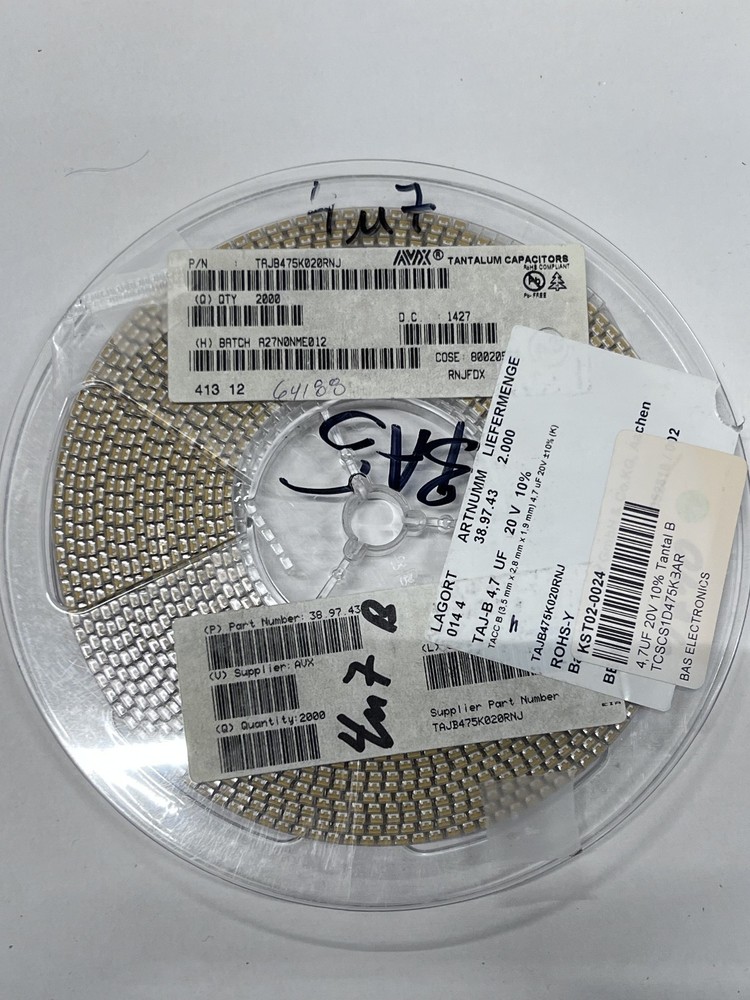 4µ7
P/N : TAJB475K020RNJ
AVX® TANTALUM CAPACITORS
RoHS COMPLIANT
Pb-FREE
(Q) QTY 2000
D.C : 1427
(H) BATCH A27N0NME012
COSE: 800205
RNJFDX
413 12
64188
LAGORT ARTNUMM LIEFERMENGE
014 4 38.97.43 2.000
TAJ-B 4,7 UF 20 V 10%
TACC B (3,5 mm x 2,8 mm x 1,9 mm) 4,7 uF 20V ±10% (K)
=
TAJB475K020RNJ
ROHS-Y
chen
KST02-0024
4.7UF 20V 10% Tantal B
TCSCS1D475K3AR
BAS ELECTRONICS
(P) Part Number: 38.97.43
(V) Supplier: AVX
(L)
(Q) Quantity: 2000
4µ7 B
Supplier Part Number
TAJB475K020RNJ
EIA